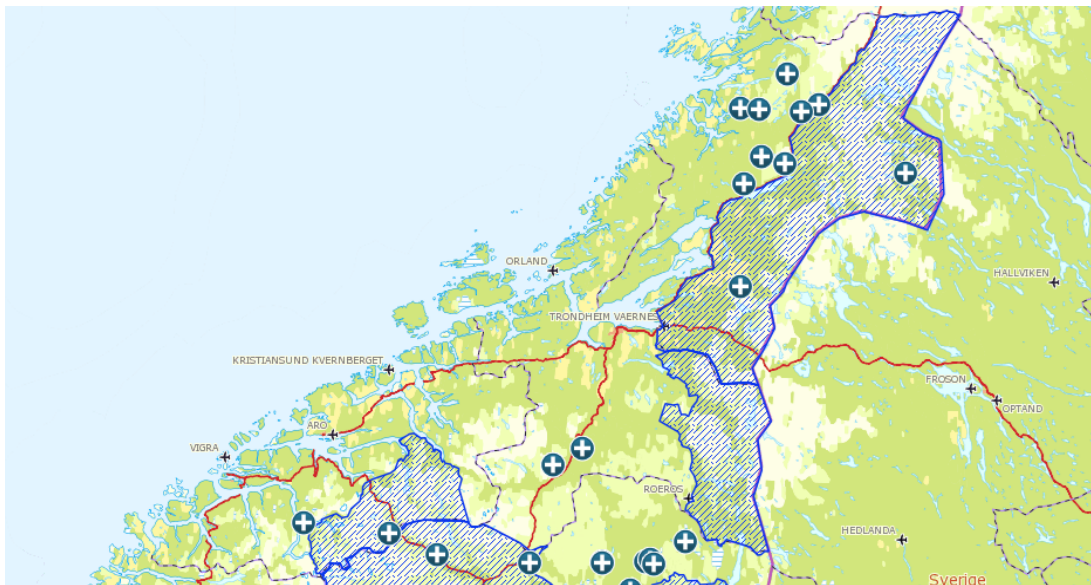 ORLAND
HALLVIKEN
TRONDHEIM VAERNES
KRISTIANSUND KVERNBERGET
FROSON
OPTAND
ARO
VIGRA
ROEROS
HEDLANDA
Sverige